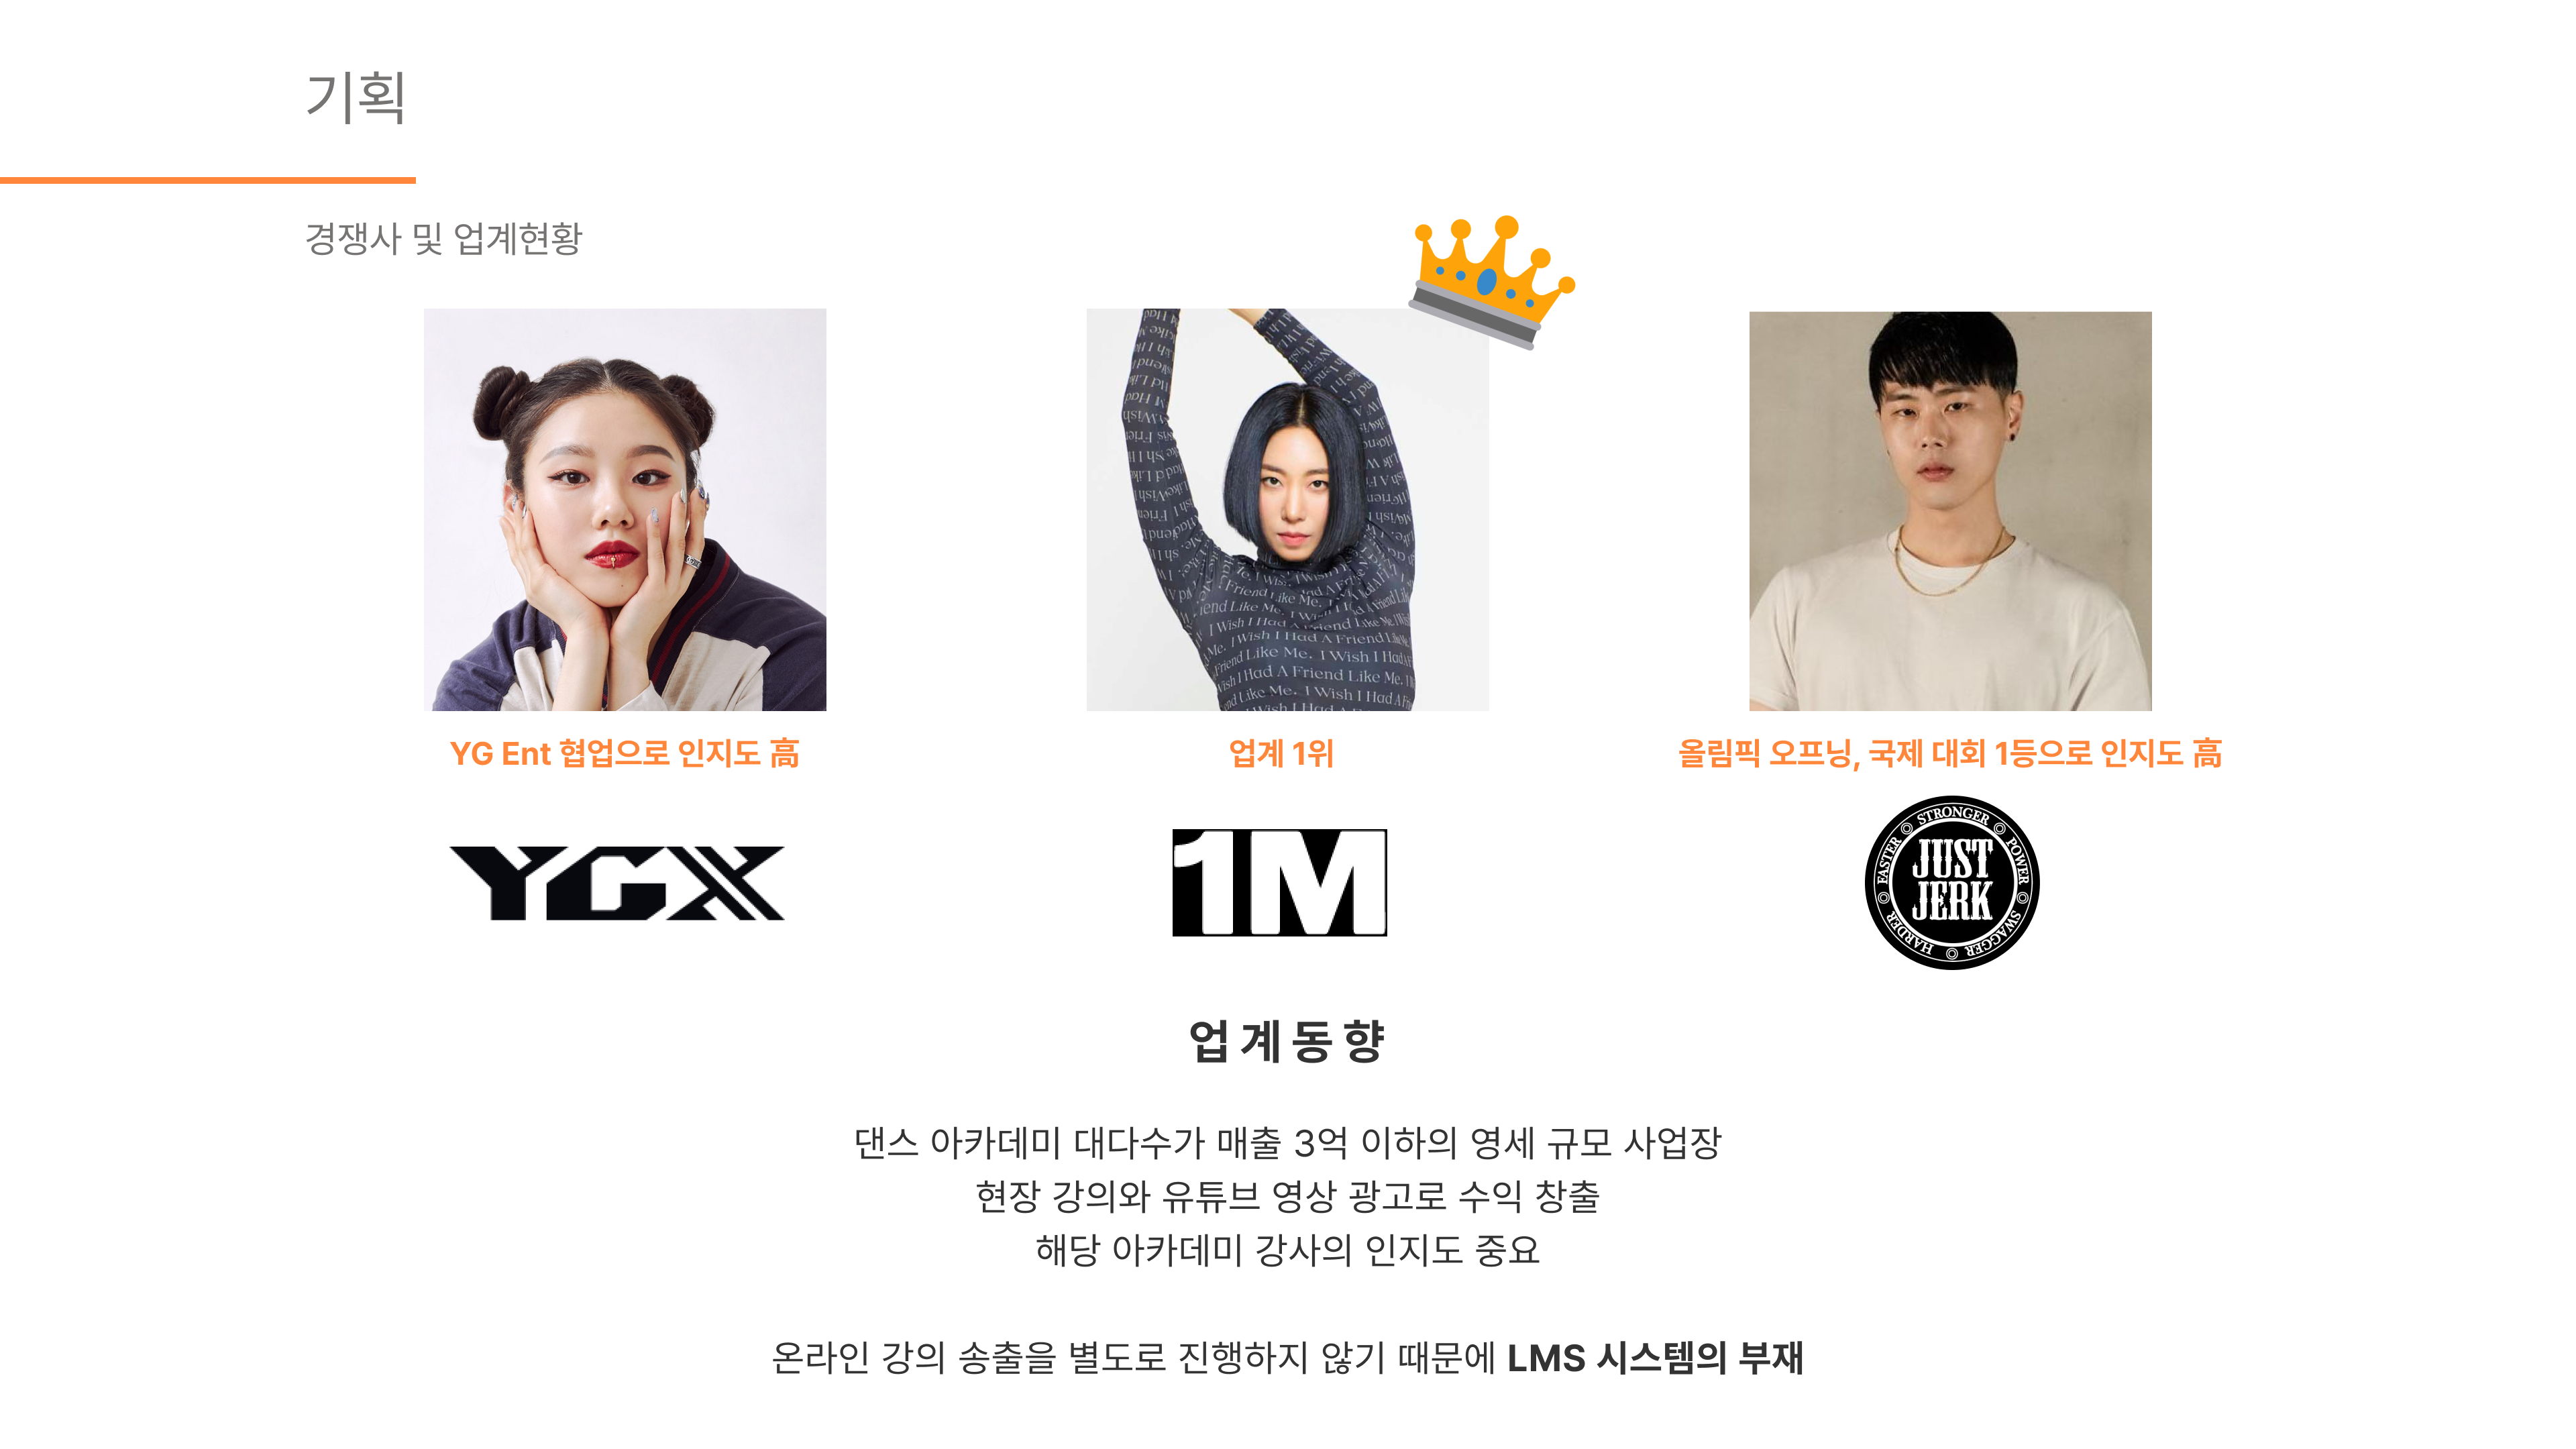 기획
경쟁사 및 업계현황
I Wish I Had A Friend Like Me.
YG Ent 협업으로 인지도 高
업계 1위
올림픽 오프닝, 국제 대회 1등으로 인지도 高
YGX
1M
STRONGER POWER SWAGGER HARDER FASTER
JUST
JERK
업계동향
댄스 아카데미 대다수가 매출 3억 이하의 영세 규모 사업장
현장 강의와 유튜브 영상 광고로 수익 창출
해당 아카데미 강사의 인지도 중요
온라인 강의 송출을 별도로 진행하지 않기 때문에 LMS 시스템의 부재